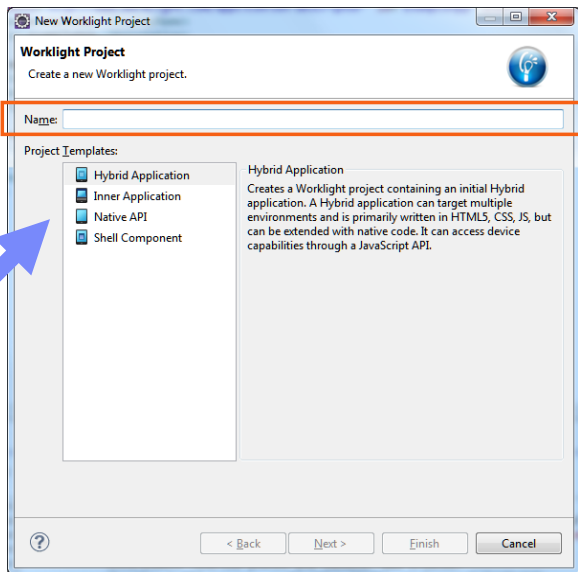 New Worklight Project
Worklight Project
Create a new Worklight project.
Name:
Project Templates:
Hybrid Application
Inner Application
Native API
Shell Component
Hybrid Application
Creates a Worklight project containing an initial Hybrid
application. A Hybrid application can target multiple
environments and is primarily written in HTML5, CSS, JS, but
can be extended with native code. It can access device
capabilities through a JavaScript API.
?
< Back
Next >
Finish
Cancel